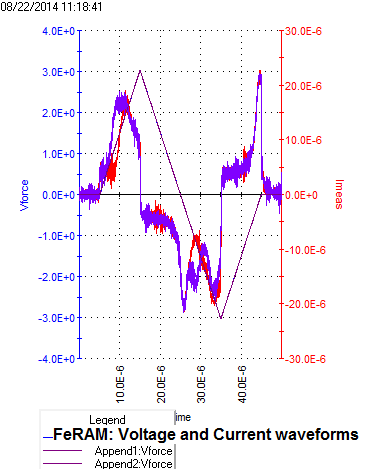 08/22/2014 11:18:41
4.0E+0
3.0E+0
2.0E+0
1.0E+0
0.0E+0
-1.0E+0
-2.0E+0
-3.0E+0
-4.0E+0
Vforce
30.0E-6
20.0E-6
10.0E-6
0.0E+0
-10.0E-6
-20.0E-6
-30.0E-6
Imeas
10.0E-6
20.0E-6
30.0E-6
40.0E-6
ime
Legend
FeRAM: Voltage and Current waveforms
Append1:Vforce
Append2:Vforce